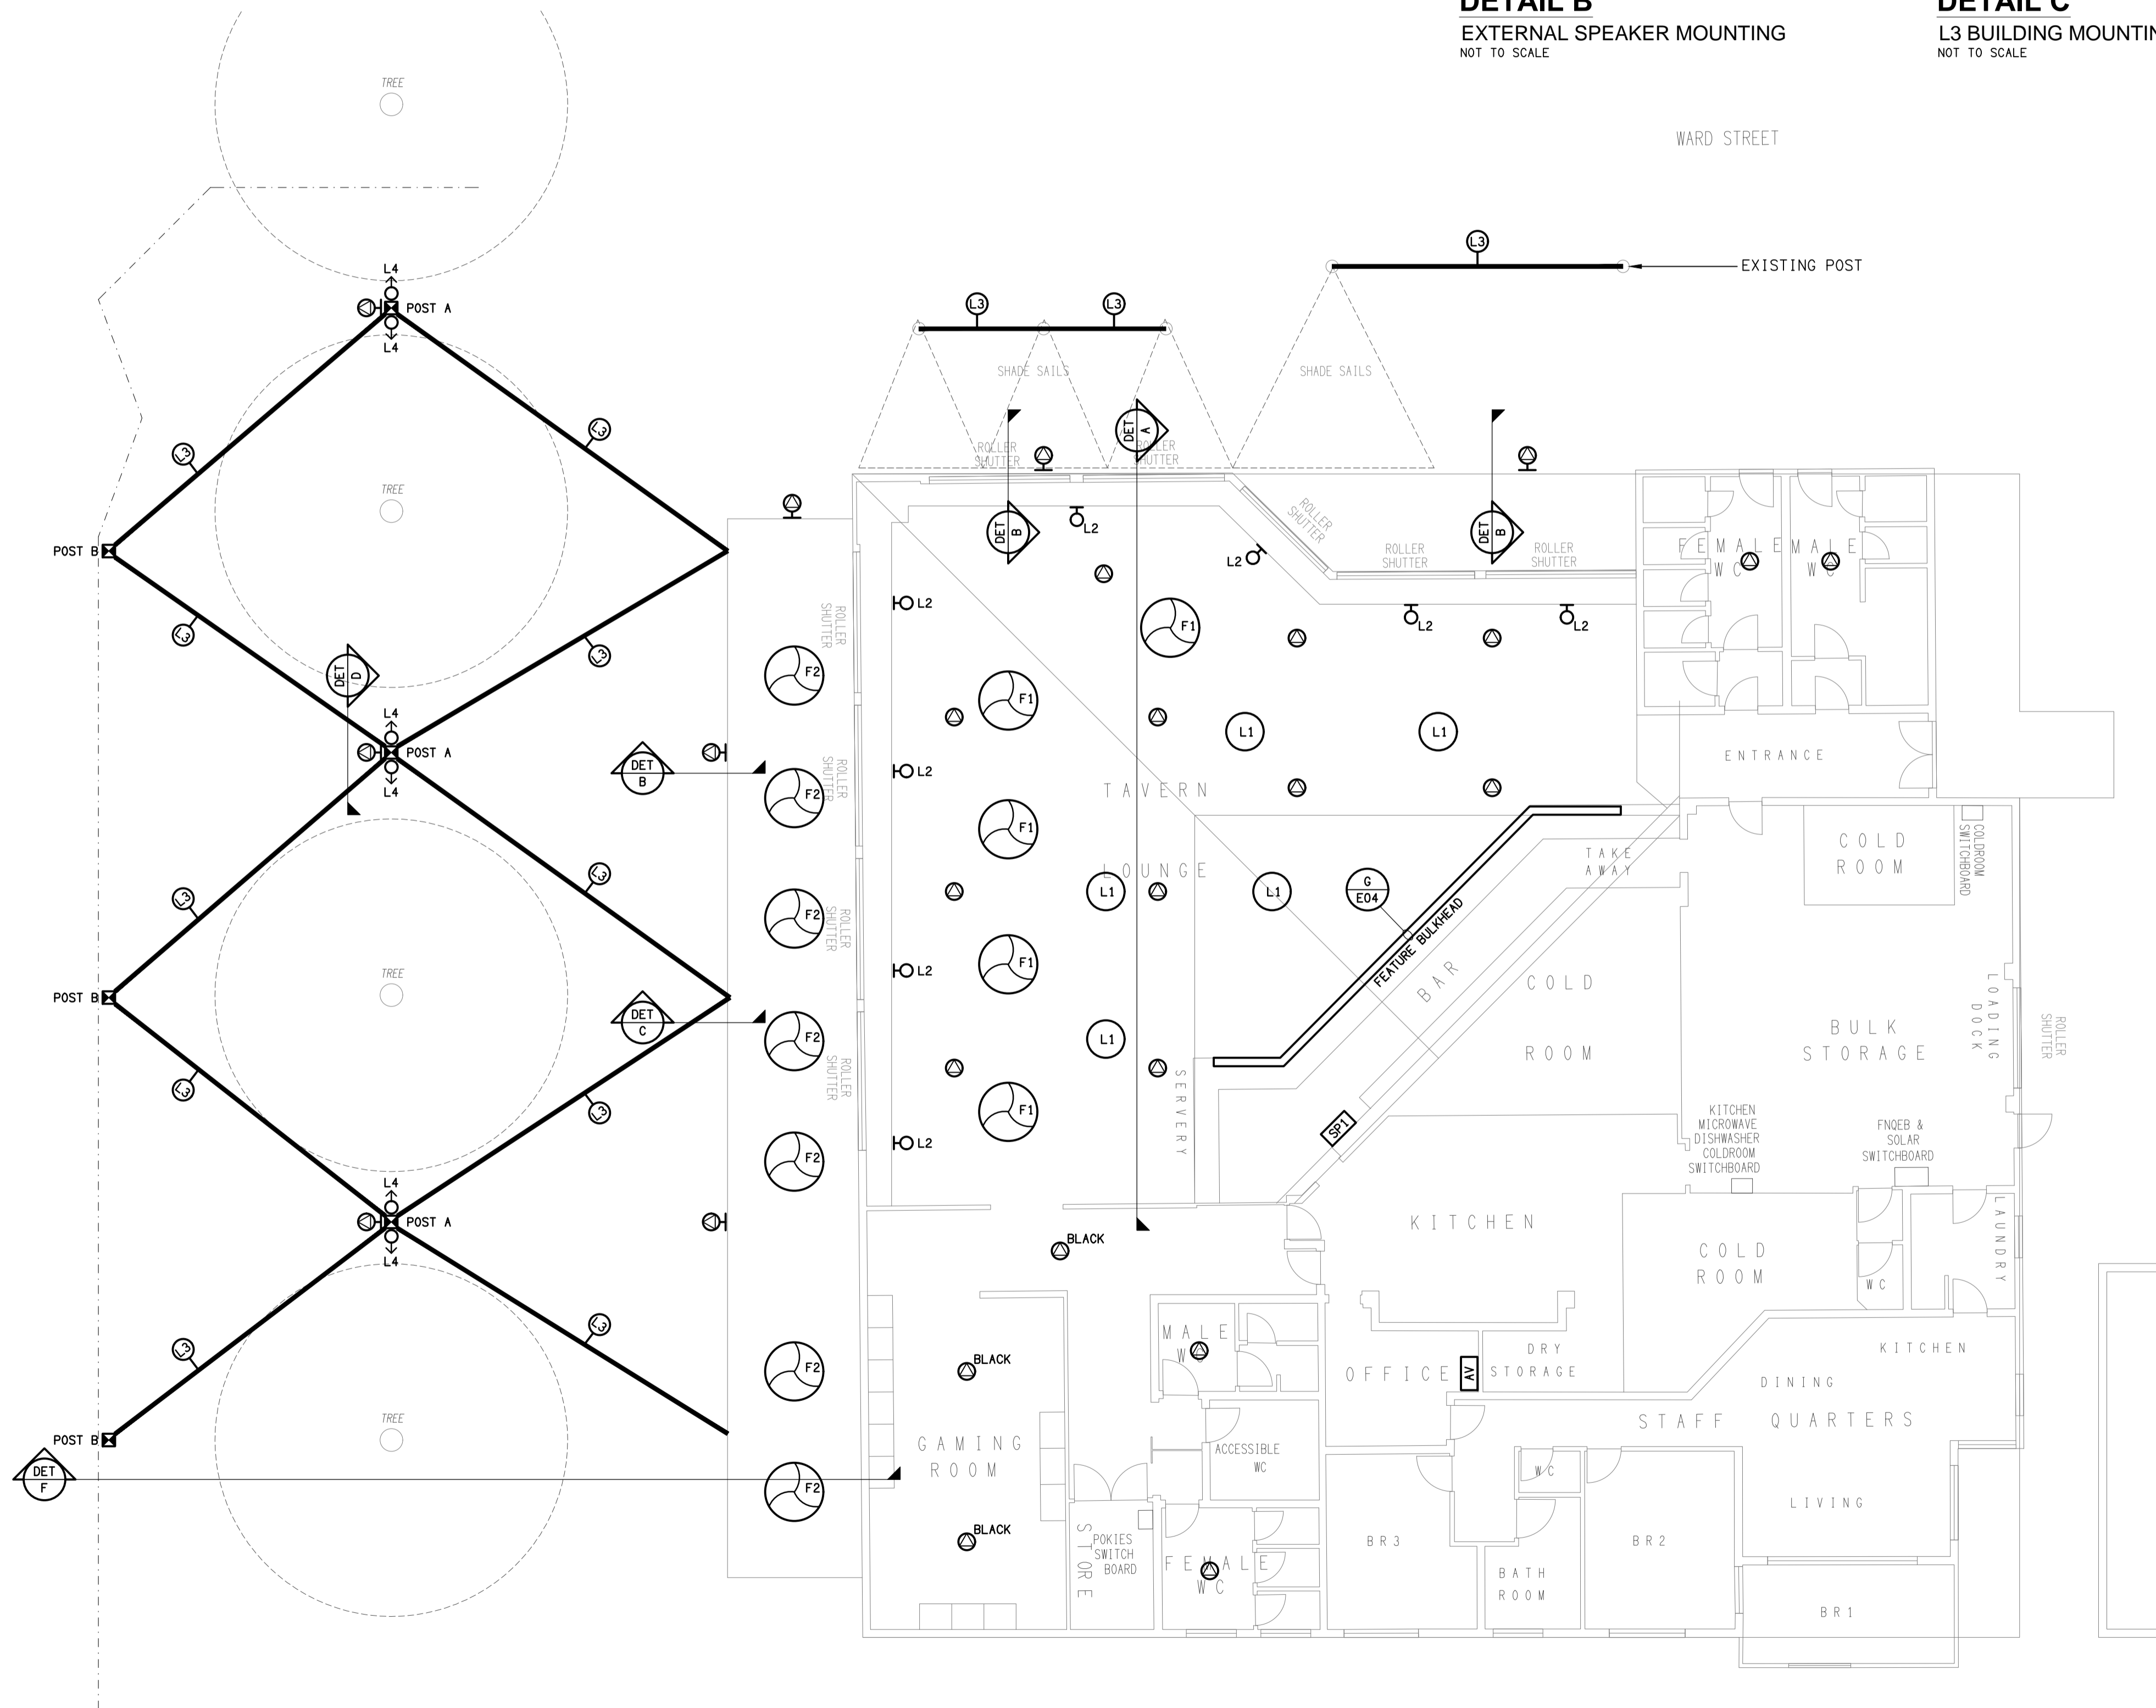 DETAIL B
EXTERNAL SPEAKER MOUNTING
NOT TO SCALE
DETAIL C
L3 BUILDING MOUNTIN
NOT TO SCALE
WARD STREET
TREE
L4
POST A
L4
L3
L3
EXISTING POST
L3
L3
L3
SHADE SAILS
SHADE SAILS
DET
A
ROLLER
SHUTTER
ROLLER
SHUTTER
TREE
DET
B
L2
ROLLER
SHUTTER
L2
DET
B
ROLLER
SHUTTER
ROLLER
SHUTTER
FEMALE
WC
MALE
WC
POST B
L3
L3
DET
D
L2
ROLLER
SHUTTER
F1
L2
L2
F2
F1
L4
POST A
L4
L1
L1
ENTRANCE
DET
B
F2
ROLLER
SHUTTER
L2
TAVERN
LOUNGE
F1
L1
L1
G
E04
FEATURE BULKHEAD
TAKE
AWAY
COLD
ROOM
COLDROOM
SWITCHBOARD
L3
L3
F2
ROLLER
SHUTTER
TREE
POST B
L2
F1
BAR
COLD
ROOM
BULK
STORAGE
LOADING
DOCK
ROLLER
SHUTTER
DET
C
F2
L1
ROLLER
SHUTTER
L3
L3
F1
SERVERY
SP1
KITCHEN
MICROWAVE
DISHWASHER
COLDROOM
SWITCHBOARD
FNQEB &
SOLAR
SWITCHBOARD
F2
L2
L4
POST A
L4
BLACK
KITCHEN
COLD
ROOM
WC
LAUNDRY
L3
L3
F2
BLACK
MALE
WC
OFFICE
AV
DRY
STORAGE
KITCHEN
DINING
STAFF QUARTERS
TREE
POST B
GAMING
ROOM
ACCESSIBLE
WC
WC
DET
F
F2
LIVING
BLACK
STORE
POKIES
SWITCH
BOARD
FEMALE
WC
BR3
BATH
ROOM
BR2
BR1